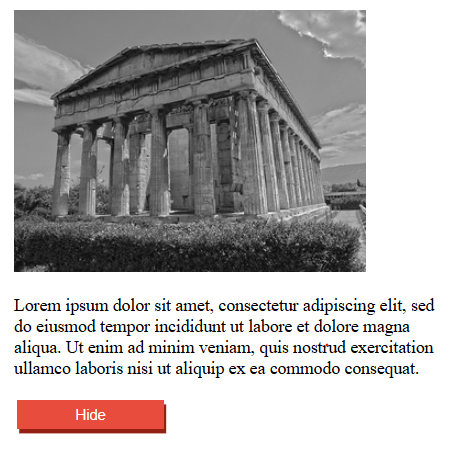 Lorem ipsum dolor sit amet, consectetur adipiscing elit, sed
do eiusmod tempor incididunt ut labore et dolore magna
aliqua. Ut enim ad minim veniam, quis nostrud exercitation
ullamco laboris nisi ut aliquip ex ea commodo consequat.
Hide